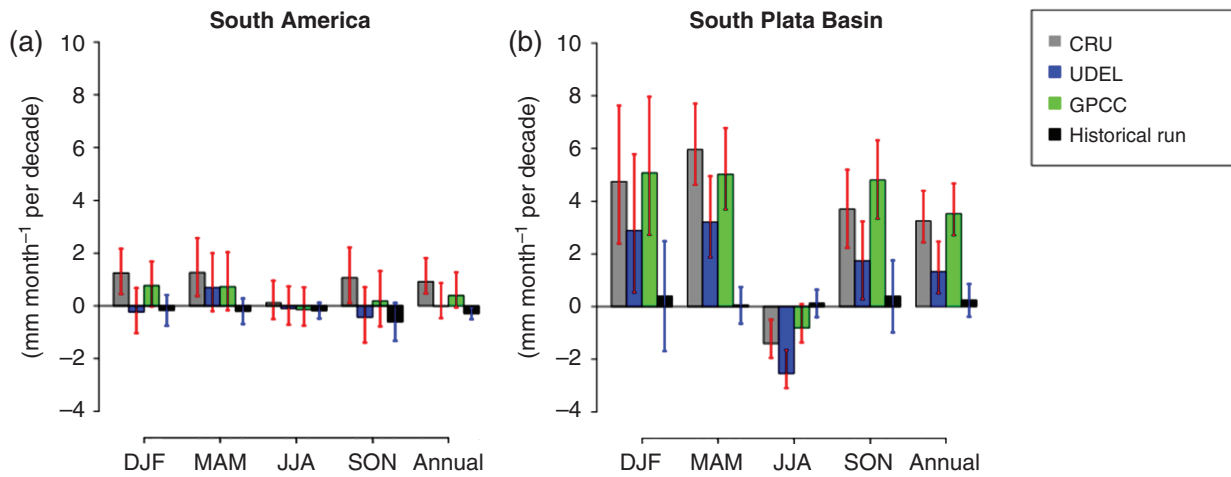 South America
(a)
(mm month⁻¹ per decade)
10
8
6
4
2
0
−2
−4
DJF MAM JJA SON Annual
South Plata Basin
(b)
(mm month⁻¹ per decade)
10
8
6
4
2
0
−2
−4
DJF MAM JJA SON Annual
CRU
UDEL
GPCC
Historical run